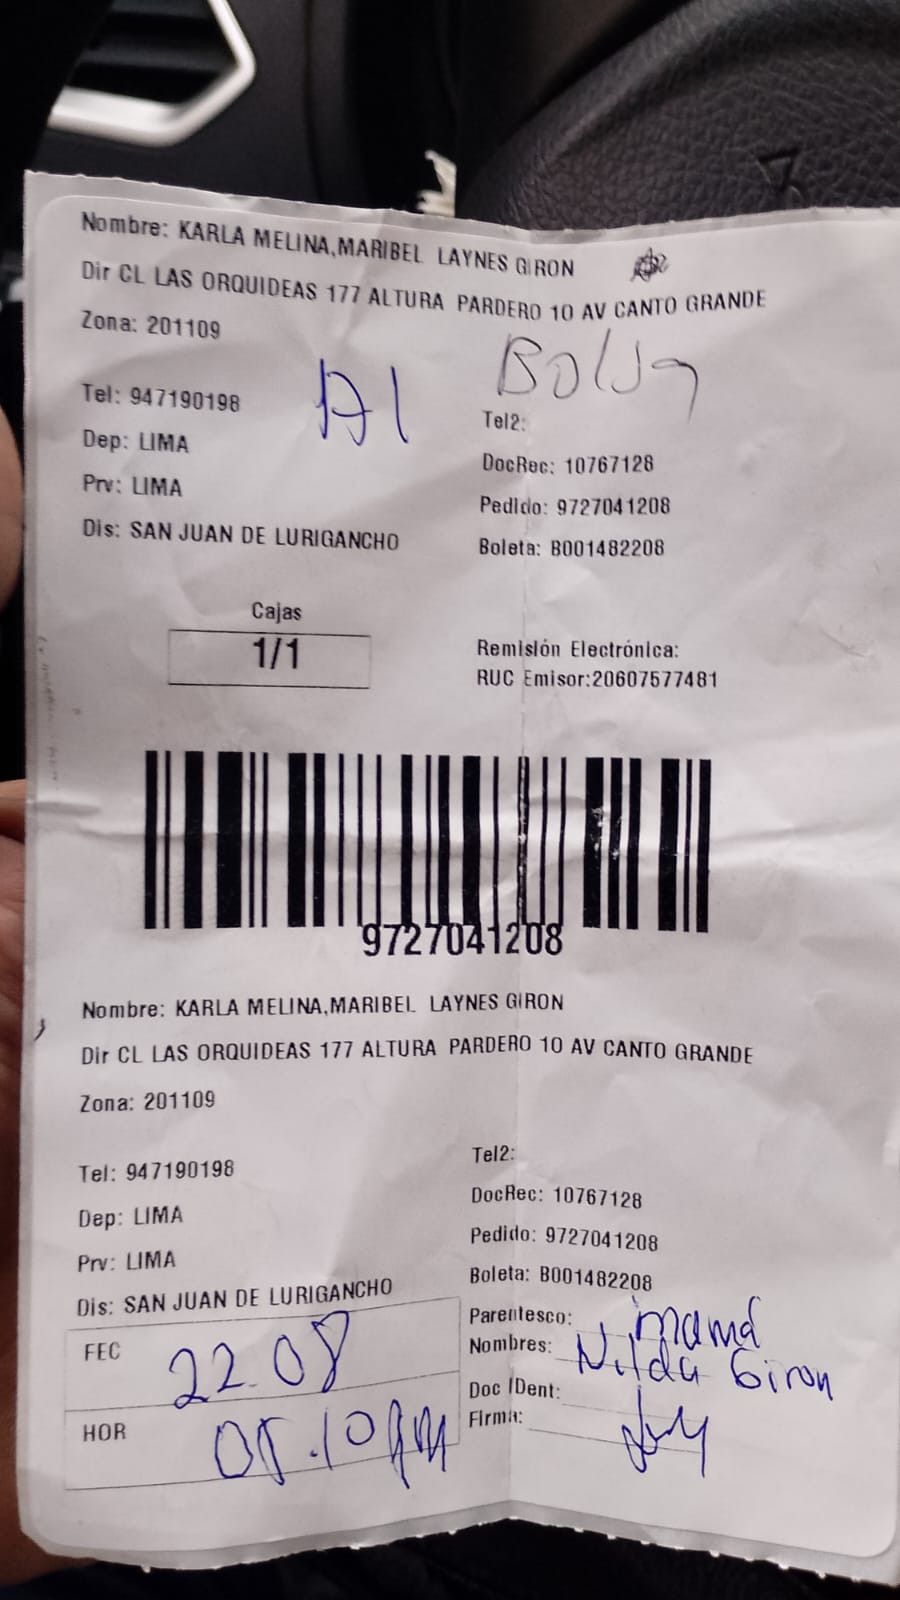 Nombre: KARLA MELINA,MARIBEL LAYNES GIRON
Dir CL LAS ORQUIDEAS 177 ALTURA PARDERO 10 AV CANTO GRANDE
Zona: 201109
Bolsa
A1
Tel: 947190198
Tel2:
Dep: LIMA
DocRec: 10767128
Prv: LIMA
Pedido: 9727041208
Dis: SAN JUAN DE LURIGANCHO
Boleta: B001482208
Cajas
1/1
Remisión Electrónica:
RUC Emisor:20607577481
9727041208
Nombre: KARLA MELINA,MARIBEL LAYNES GIRON
Dir CL LAS ORQUIDEAS 177 ALTURA PARDERO 10 AV CANTO GRANDE
Zona: 201109
Tel: 947190198
Tel2:
Dep: LIMA
DocRec: 10767128
Prv: LIMA
Pedido: 9727041208
Dis: SAN JUAN DE LURIGANCHO
Boleta: B001482208
FEC 22.08
HOR
Parentesco: mamá
Nombres: Nilda Giron
Doc IDent:
Firma: